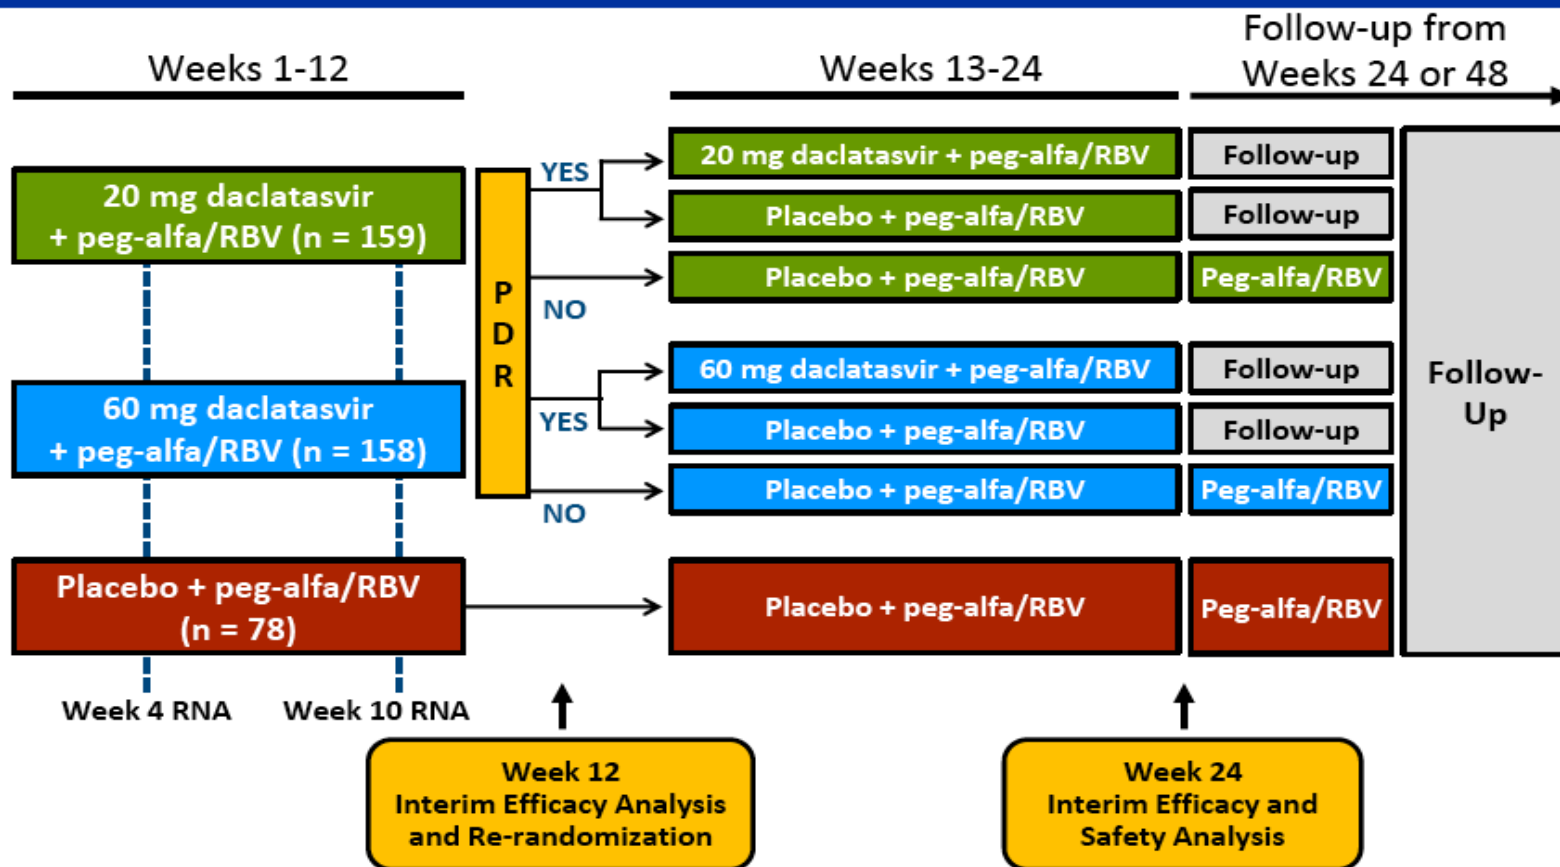 Weeks 1-12
Weeks 13-24
Follow-up from
Weeks 24 or 48
20 mg daclatasvir
+ peg-alfa/RBV (n = 159)
60 mg daclatasvir
+ peg-alfa/RBV (n = 158)
Placebo + peg-alfa/RBV
(n = 78)
Week 4 RNA
Week 10 RNA
P
D
R
YES
NO
YES
NO
20 mg daclatasvir + peg-alfa/RBV
Follow-up
Placebo + peg-alfa/RBV
Follow-up
Placebo + peg-alfa/RBV
Peg-alfa/RBV
60 mg daclatasvir + peg-alfa/RBV
Follow-up
Placebo + peg-alfa/RBV
Follow-up
Placebo + peg-alfa/RBV
Peg-alfa/RBV
Placebo + peg-alfa/RBV
Peg-alfa/RBV
Follow-
Up
Week 12
Interim Efficacy Analysis
and Re-randomization
Week 24
Interim Efficacy and
Safety Analysis